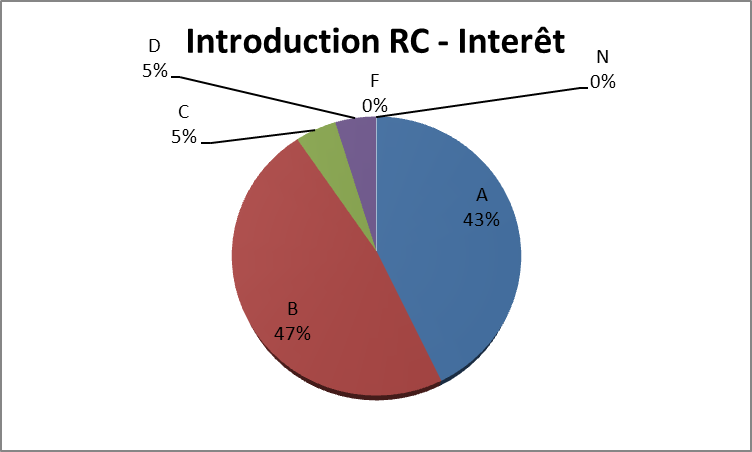 Introduction RC - Interêt
D
5%
F
0%
N
0%
C
5%
A
43%
B
47%